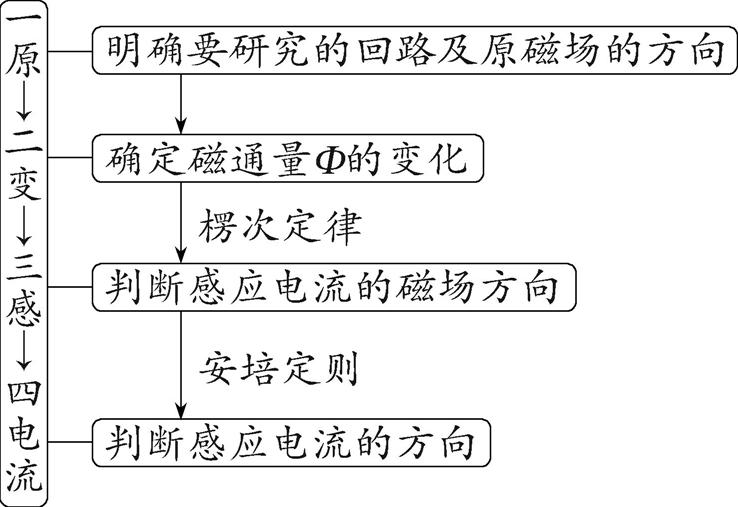 一原→二变→三感→四电流
明确要研究的回路及原磁场的方向
确定磁通量Φ的变化
楞次定律
判断感应电流的磁场方向
安培定则
判断感应电流的方向